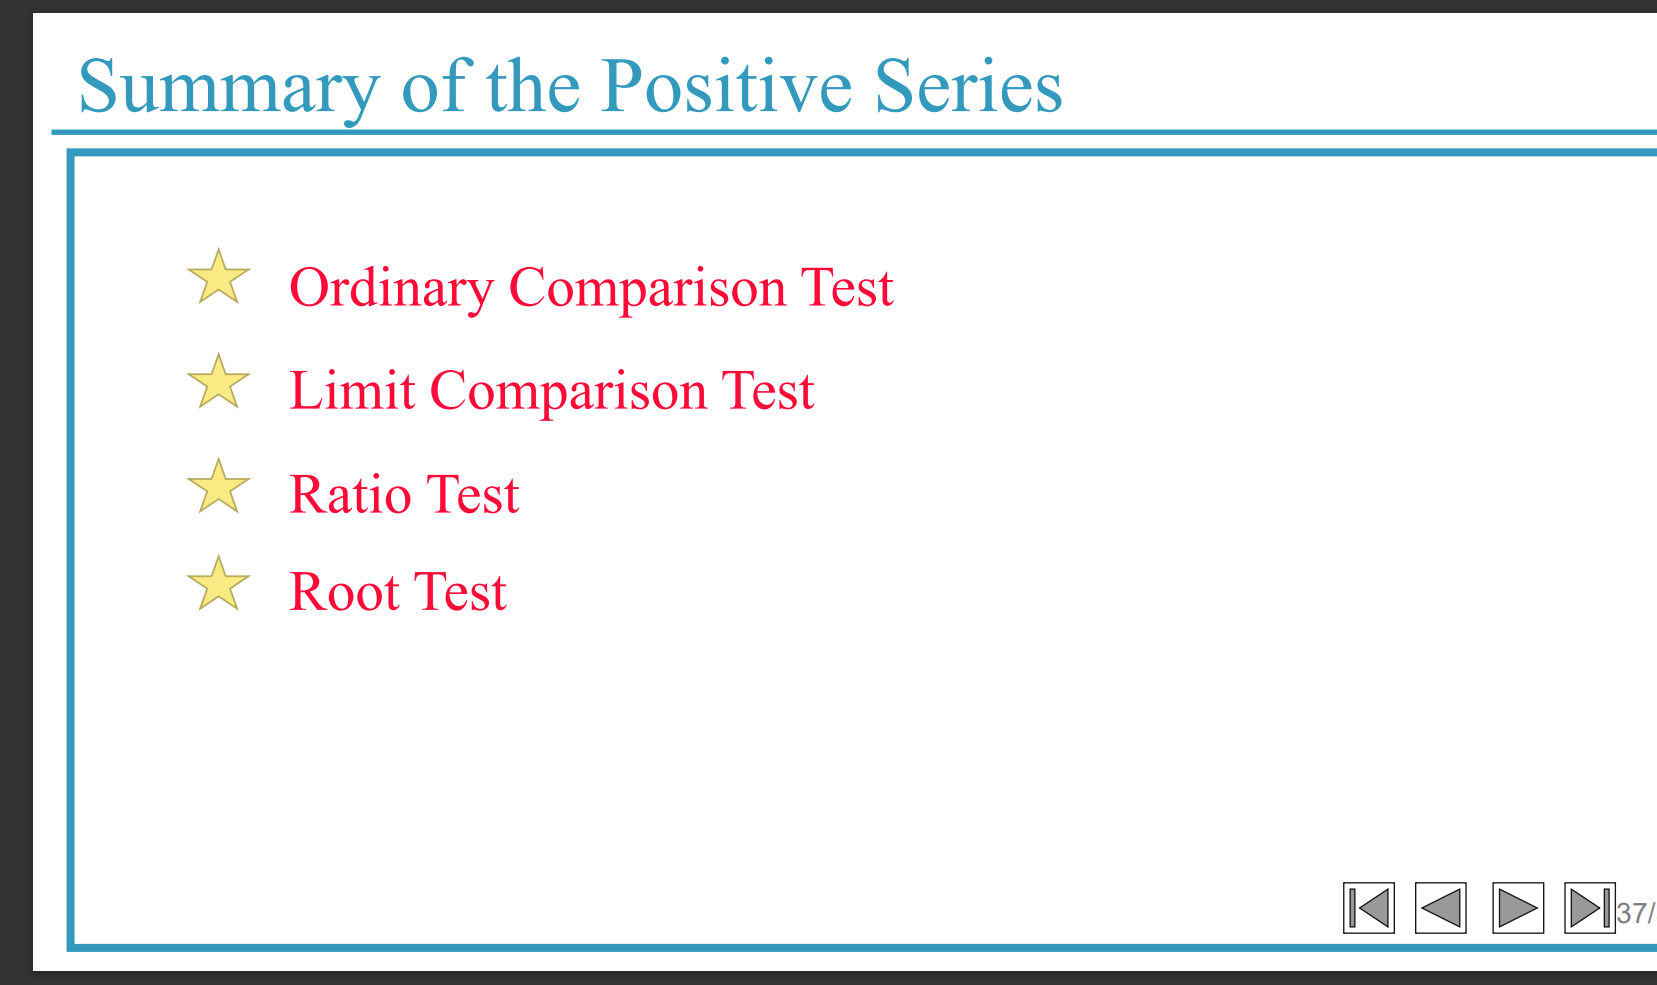 Summary of the Positive Series
Ordinary Comparison Test
Limit Comparison Test
Ratio Test
Root Test
37/